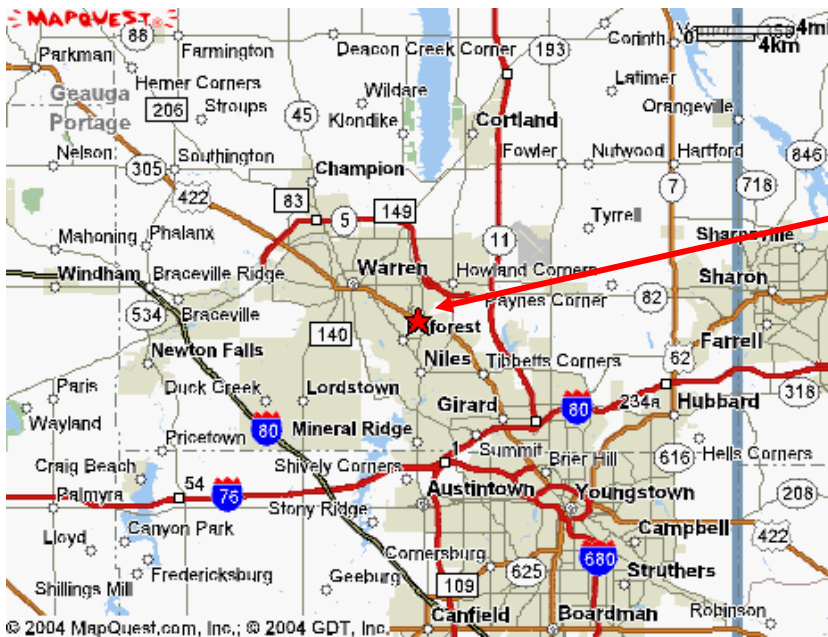 MAPQUEST
88
Farmington
Deacon Creek Corner
193
Corinth
0
4mi
4km
Parkman
Herner Corners
Wildare
Latimer
Geauga
Portage
206
Stroups
45
Klondike
Cortland
Orangeville
Nelson
305
Southington
Champion
Fowler
Nutwood
Hartford
846
422
83
149
7
718
5
Tyrrell
Mahoning
Phalanx
11
Sharpsville
Windham
Braceville Ridge
Warren
Howland Corners
Sharon
Paynes Corner
82
534
Braceville
140
forest
Farrell
Newton Falls
Niles
Tibbetts Corners
62
318
Paris
Duck Creek
Lordstown
234a
Hubbard
Wayland
80
Girard
80
Pricetown
Mineral Ridge
1
Summit
616
Hells Corners
Craig Beach
54
Shively Corners
Brier Hill
Palmyra
76
Austintown
Youngstown
208
Stony Ridge
Canyon Park
Campbell
422
Lloyd
Cornersburg
680
Fredericksburg
625
Struthers
Shillings Mill
Geeburg
109
Robinson
Canfield
Boardman
© 2004 MapQuest.com, Inc.; © 2004 GDT, Inc.